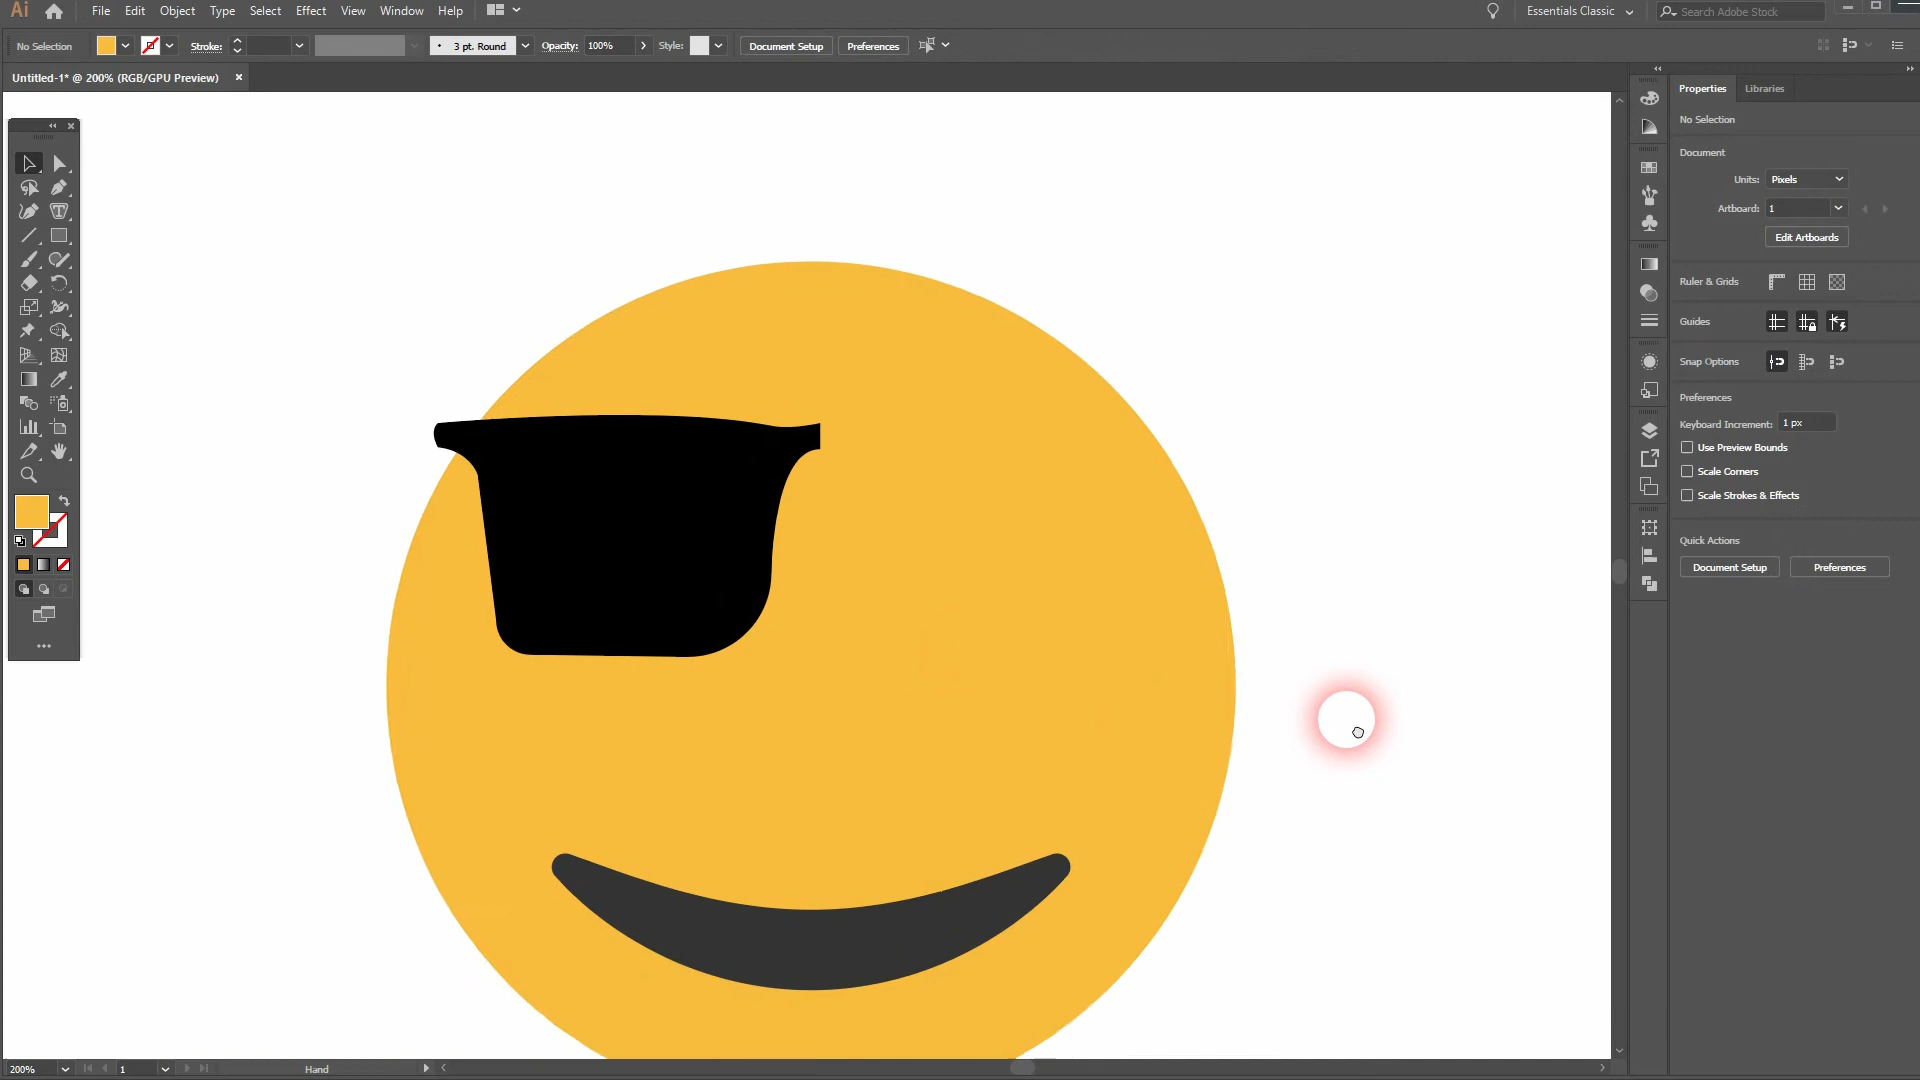 Ai File Edit Object Type Select Effect View Window Help Essentials Classic Search Adobe Stock
No Selection Stroke: 3 pt. Round Opacity: 100% Style: Document Setup Preferences
Untitled-1* @ 200% (RGB/GPU Preview)
Properties Libraries
No Selection
Document
Units: Pixels
Artboard: 1
Edit Artboards
Ruler & Grids
Guides
Snap Options
Preferences
Keyboard Increment: 1 px
Use Preview Bounds
Scale Corners
Scale Strokes & Effects
Quick Actions
Document Setup Preferences
200% 1 Hand